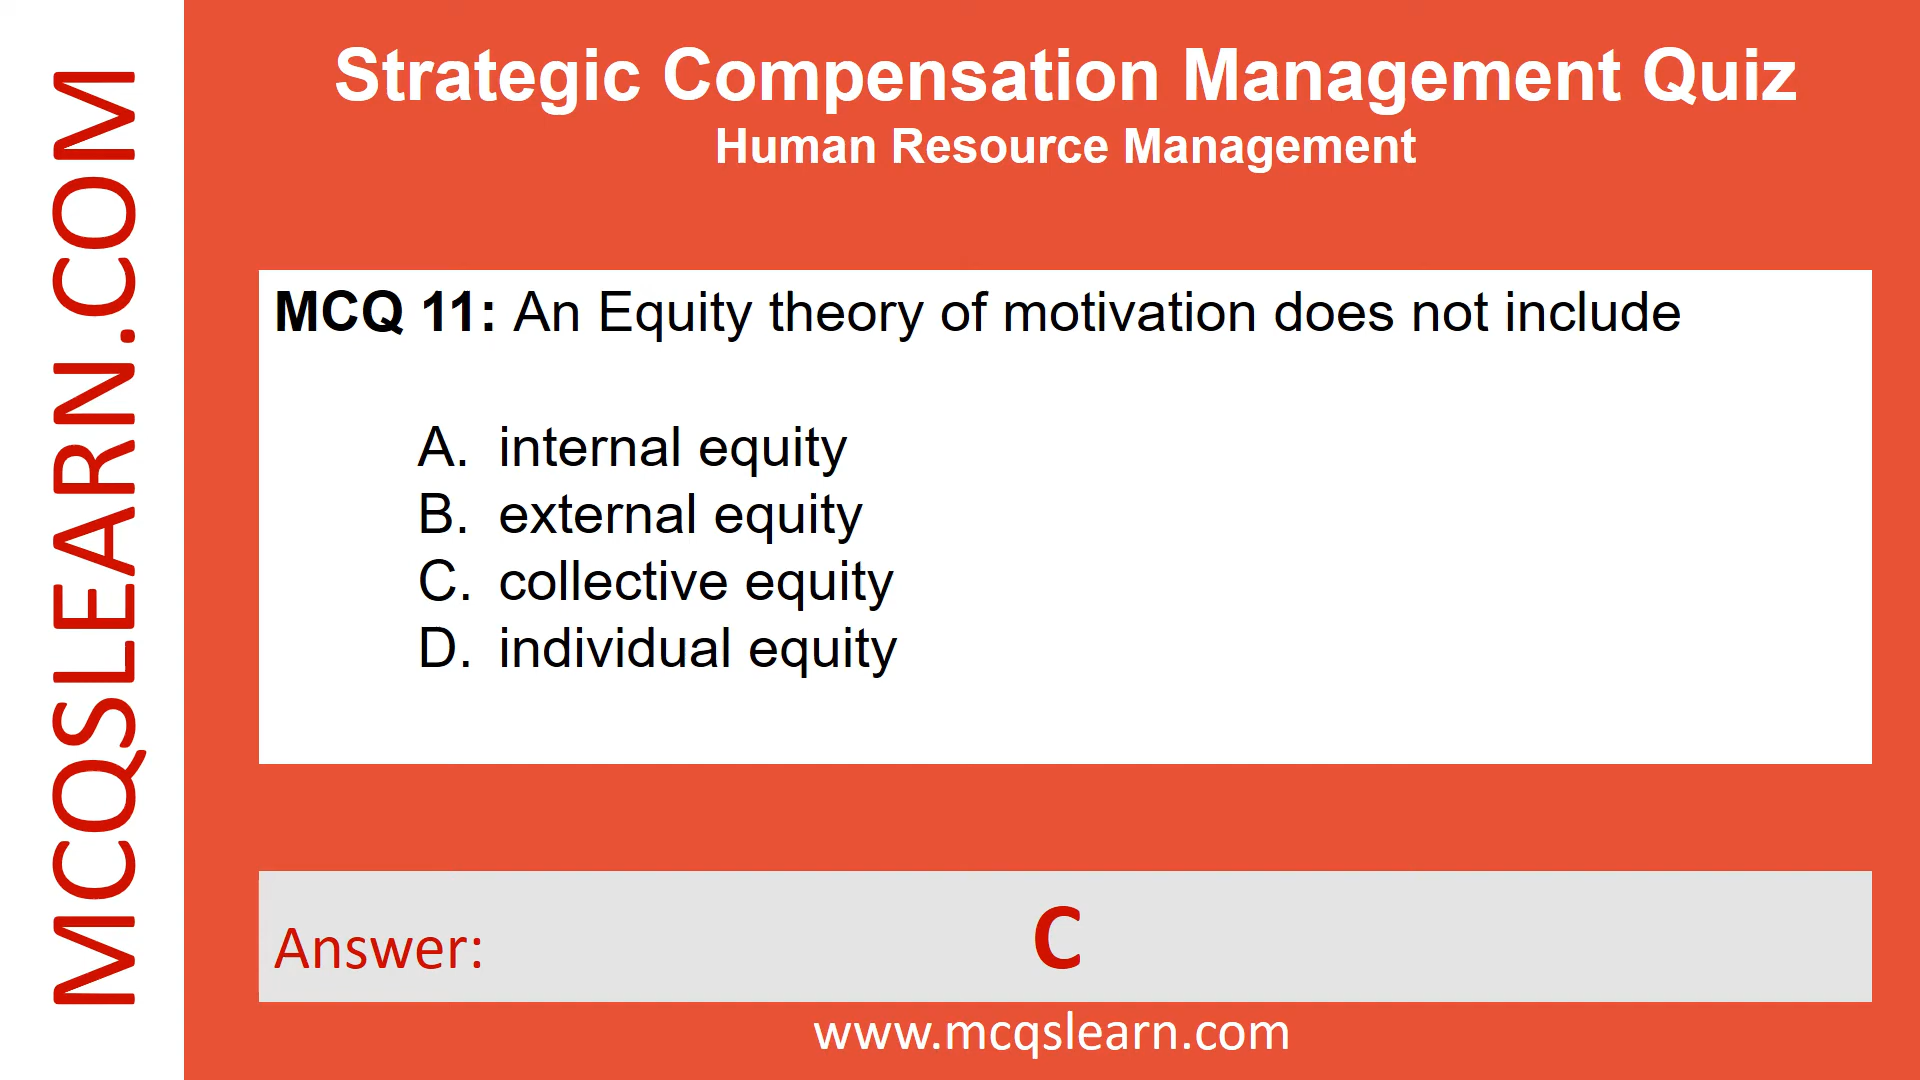 MCQSLEARN.COM
Strategic Compensation Management Quiz
Human Resource Management
MCQ 11: An Equity theory of motivation does not include
A. internal equity
B. external equity
C. collective equity
D. individual equity
Answer: C
www.mcqslearn.com